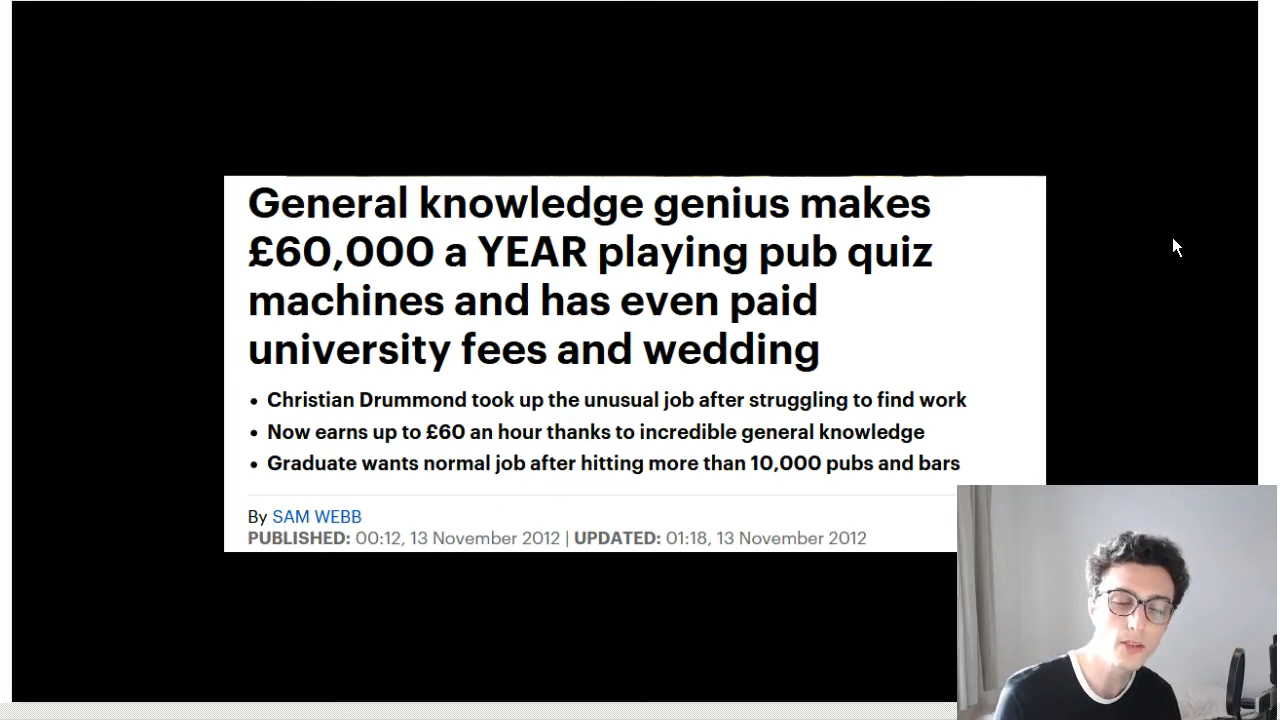 General knowledge genius makes
£60,000 a YEAR playing pub quiz
machines and has even paid
university fees and wedding
• Christian Drummond took up the unusual job after struggling to find work
• Now earns up to £60 an hour thanks to incredible general knowledge
• Graduate wants normal job after hitting more than 10,000 pubs and bars
By SAM WEBB
PUBLISHED: 00:12, 13 November 2012 | UPDATED: 01:18, 13 November 2012